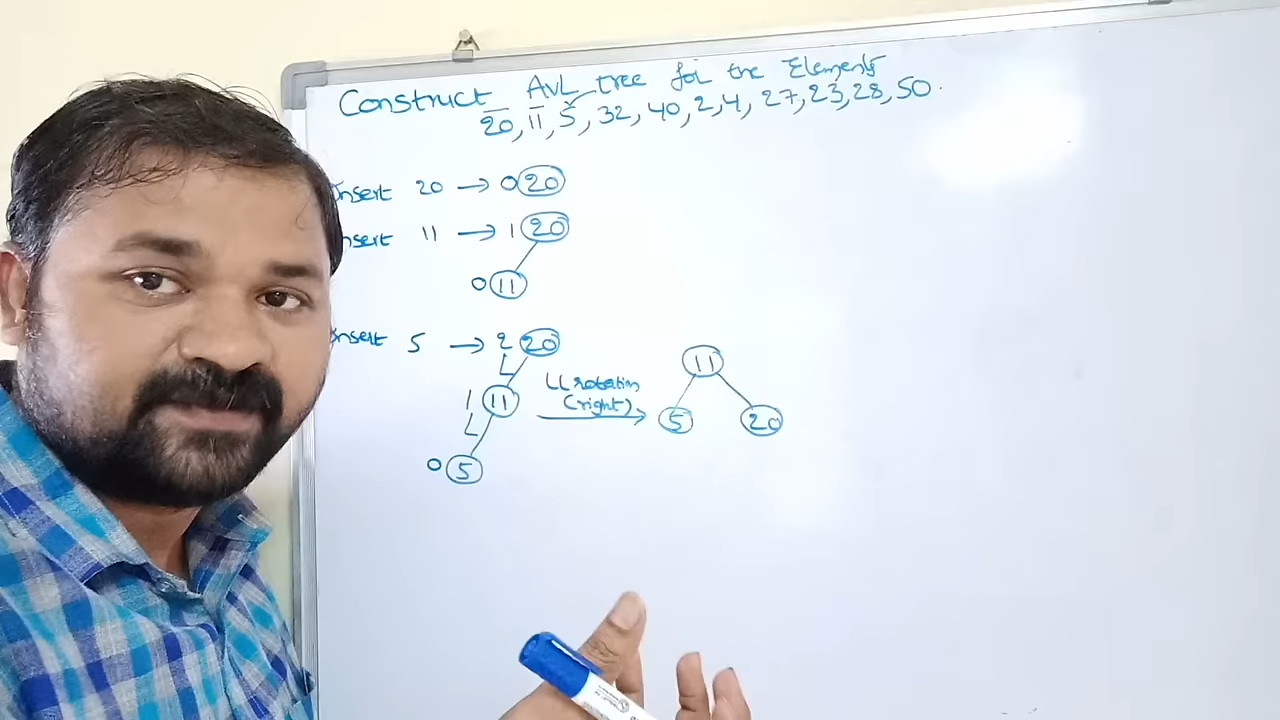 Construct AVL tree for the Elements
20, 11, 5, 32, 40, 2, 4, 27, 23, 28, 50.
Insert 20 → 0 20
nsert 11 → 1 20
0 11
Insert 5 → 2 20
L
1 11
L
0 5
LL rotation
(right)
11
5 20